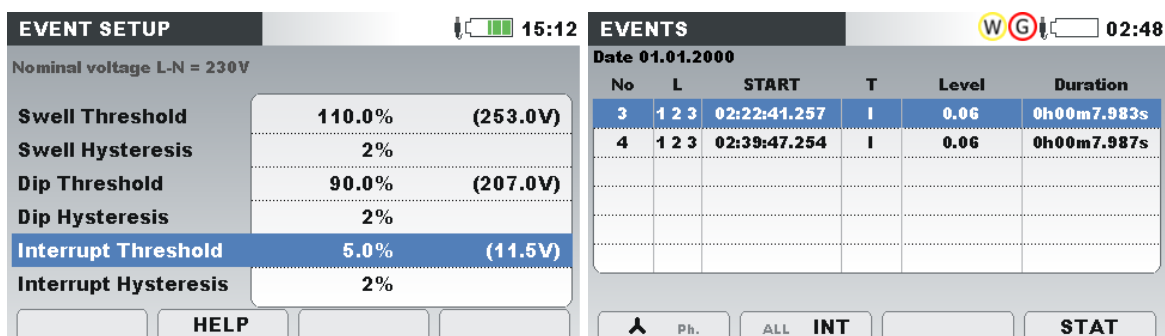 EVENT SETUP 15:12
Nominal voltage L-N = 230V
Swell Threshold 110.0% (253.0V)
Swell Hysteresis 2%
Dip Threshold 90.0% (207.0V)
Dip Hysteresis 2%
Interrupt Threshold 5.0% (11.5V)
Interrupt Hysteresis 2%
HELP
EVENTS W G 02:48
Date 01.01.2000
No L START T Level Duration
3 1 2 3 02:22:41.257 I 0.06 0h00m7.983s
4 1 2 3 02:39:47.254 I 0.06 0h00m7.987s
Ph. ALL INT STAT